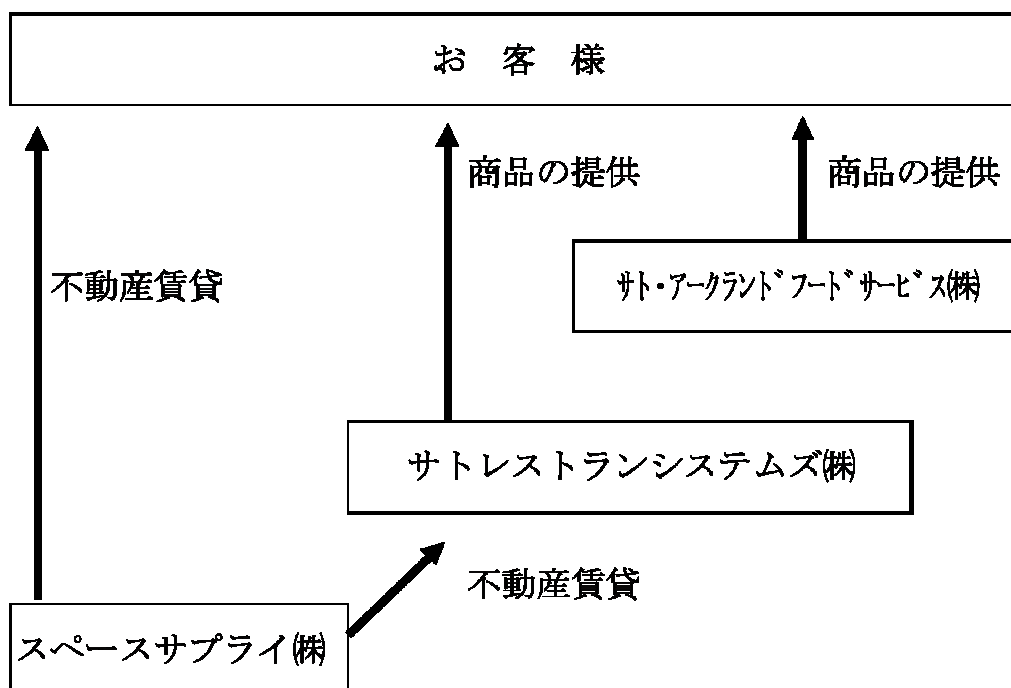 お　客　様
商品の提供
商品の提供
不動産賃貸
ｻﾄ・ｱｰｸﾗﾝﾄﾞﾌｰﾄﾞｻｰﾋﾞｽ㈱
サトレストランシステムズ㈱
不動産賃貸
スペースサプライ㈱